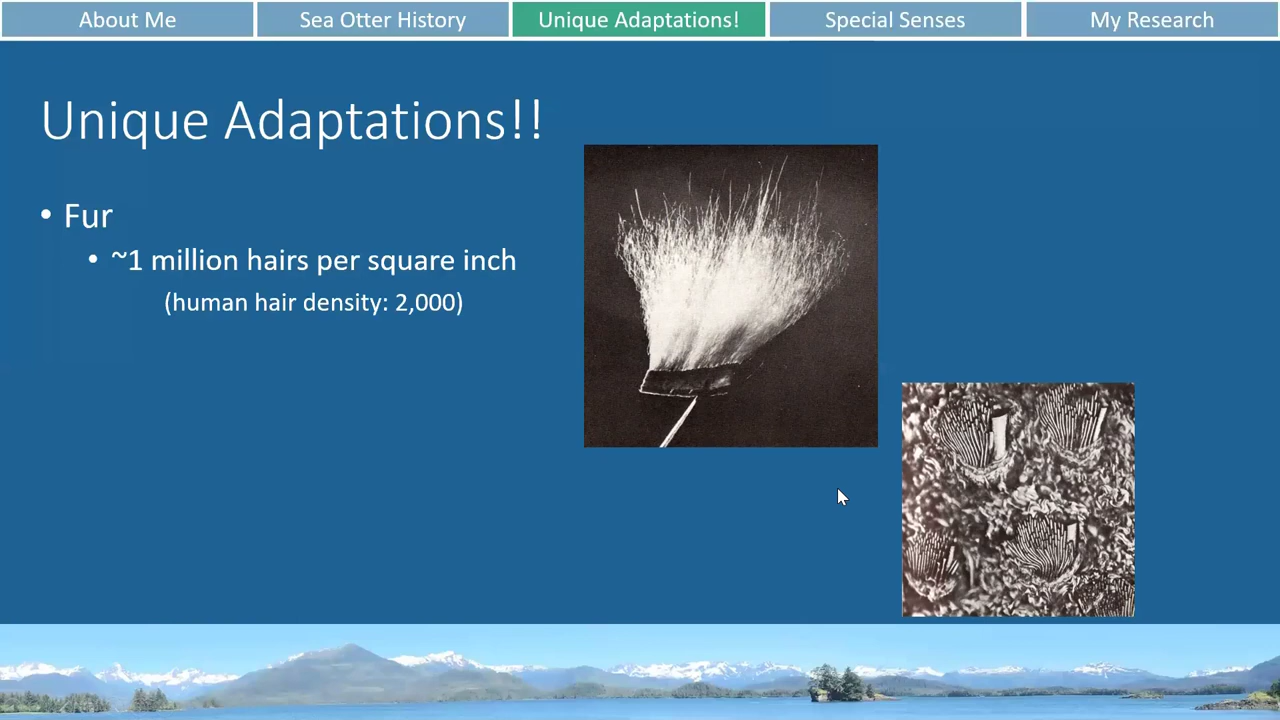 About Me
Sea Otter History
Unique Adaptations!
Special Senses
My Research
Unique Adaptations!!
• Fur
• ~1 million hairs per square inch
(human hair density: 2,000)